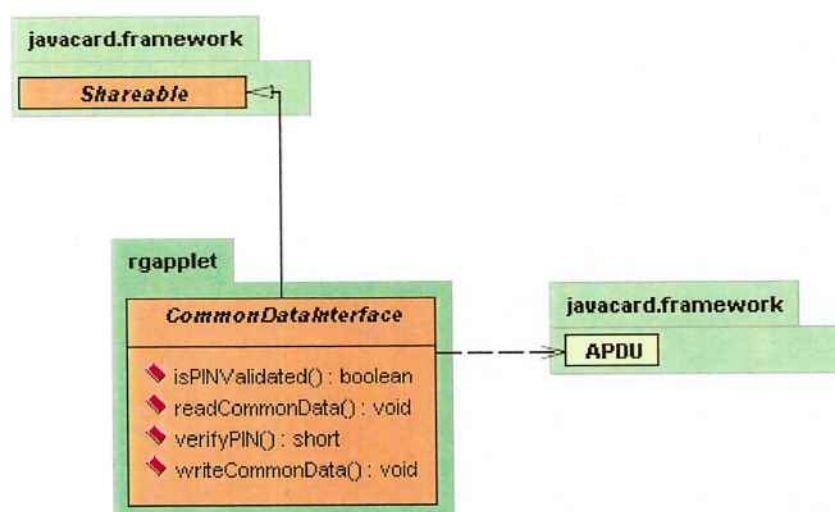 javacard.framework
Shareable
rgapplet
CommonDataInterface
isPINValidated() : boolean
readCommonData() : void
verifyPIN() : short
writeCommonData() : void
javacard.framework
APDU